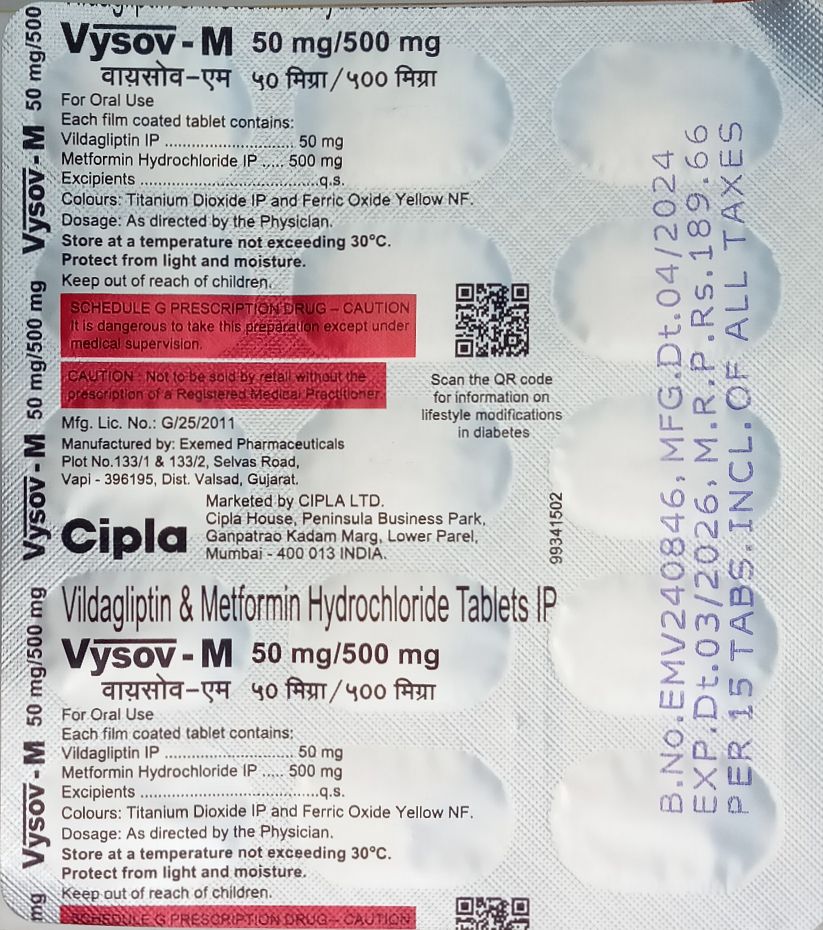 Vysov - M 50 mg/500 mg
वायसोव-एम ५० मिग्रा/५०० मिग्रा
For Oral Use
Each film coated tablet contains:
Vildagliptin IP ............................ 50 mg
Metformin Hydrochloride IP ..... 500 mg
Excipients ......................................q.s.
Colours: Titanium Dioxide IP and Ferric Oxide Yellow NF.
Dosage: As directed by the Physician.
Store at a temperature not exceeding 30°C.
Protect from light and moisture.
Keep out of reach of children.
SCHEDULE G PRESCRIPTION DRUG – CAUTION
It is dangerous to take this preparation except under
medical supervision.
CAUTION : Not to be sold by retail without the
prescription of a Registered Medical Practitioner.
Scan the QR code
for information on
lifestyle modifications
in diabetes
Mfg. Lic. No.: G/25/2011
Manufactured by: Exemed Pharmaceuticals
Plot No.133/1 & 133/2, Selvas Road,
Vapi - 396195, Dist. Valsad, Gujarat.
Cipla
Marketed by CIPLA LTD.
Cipla House, Peninsula Business Park,
Ganpatrao Kadam Marg, Lower Parel,
Mumbai - 400 013 INDIA.
99341502
Vildagliptin & Metformin Hydrochloride Tablets IP
Vysov - M 50 mg/500 mg
वायसोव-एम ५० मिग्रा/५०० मिग्रा
For Oral Use
Each film coated tablet contains:
Vildagliptin IP ............................ 50 mg
Metformin Hydrochloride IP ..... 500 mg
Excipients ......................................q.s.
Colours: Titanium Dioxide IP and Ferric Oxide Yellow NF.
Dosage: As directed by the Physician.
Store at a temperature not exceeding 30°C.
Protect from light and moisture.
Keep out of reach of children.
SCHEDULE G PRESCRIPTION DRUG – CAUTION
mg Vysov - M 50 mg/500 mg Vysov - M 50 mg/500 mg Vysov - M 50 mg/500
B.No.EMV240846, MFG.Dt.04/2024
EXP.Dt.03/2026, M.R.P.Rs.189.66
PER 15 TABS.INCL.OF ALL TAXES